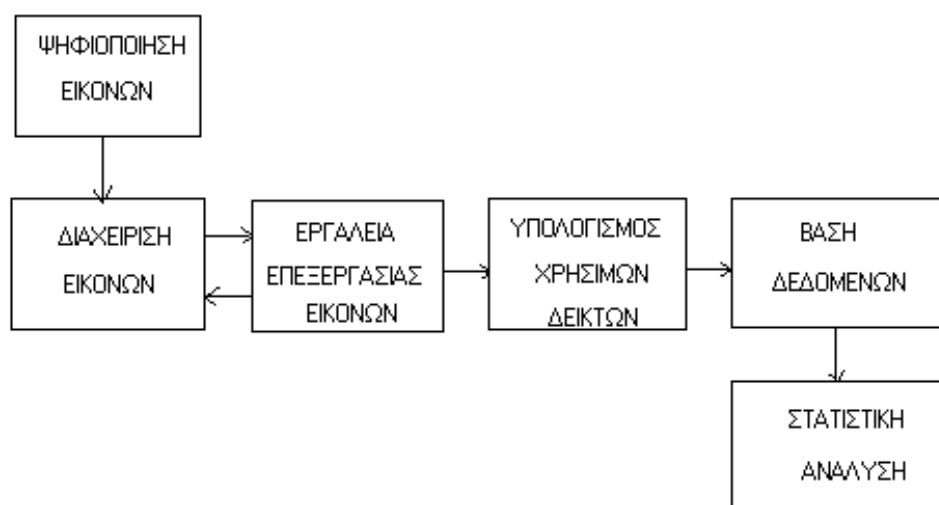 ΨΗΦΙΟΠΟΙΗΣΗ
ΕΙΚΟΝΩΝ
ΔΙΑΧΕΙΡΙΣΗ
ΕΙΚΟΝΩΝ
ΕΡΓΑΛΕΙΑ
ΕΠΕΞΕΡΓΑΣΙΑΣ
ΕΙΚΟΝΩΝ
ΥΠΟΛΟΓΙΣΜΟΣ
ΧΡΗΣΙΜΩΝ
ΔΕΙΚΤΩΝ
ΒΑΣΗ
ΔΕΔΟΜΕΝΩΝ
ΣΤΑΤΙΣΤΙΚΗ
ΑΝΑΛΥΣΗ